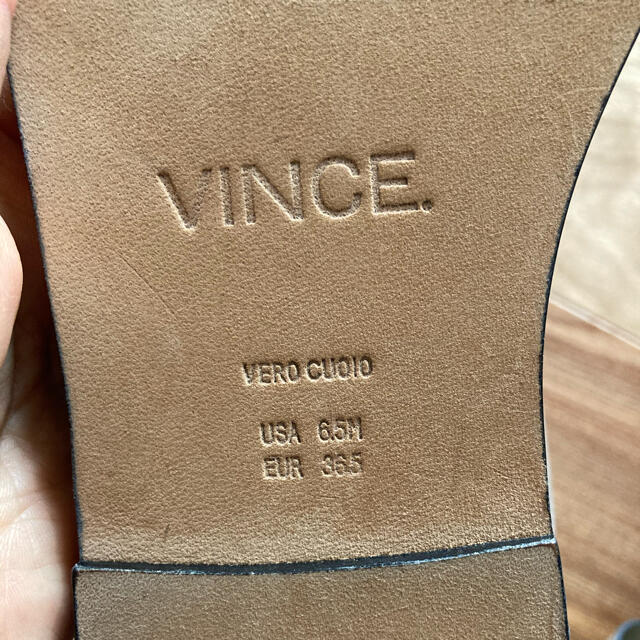 VINCE.
VERO CUOIO
USA 6.5M
EUR 36.5